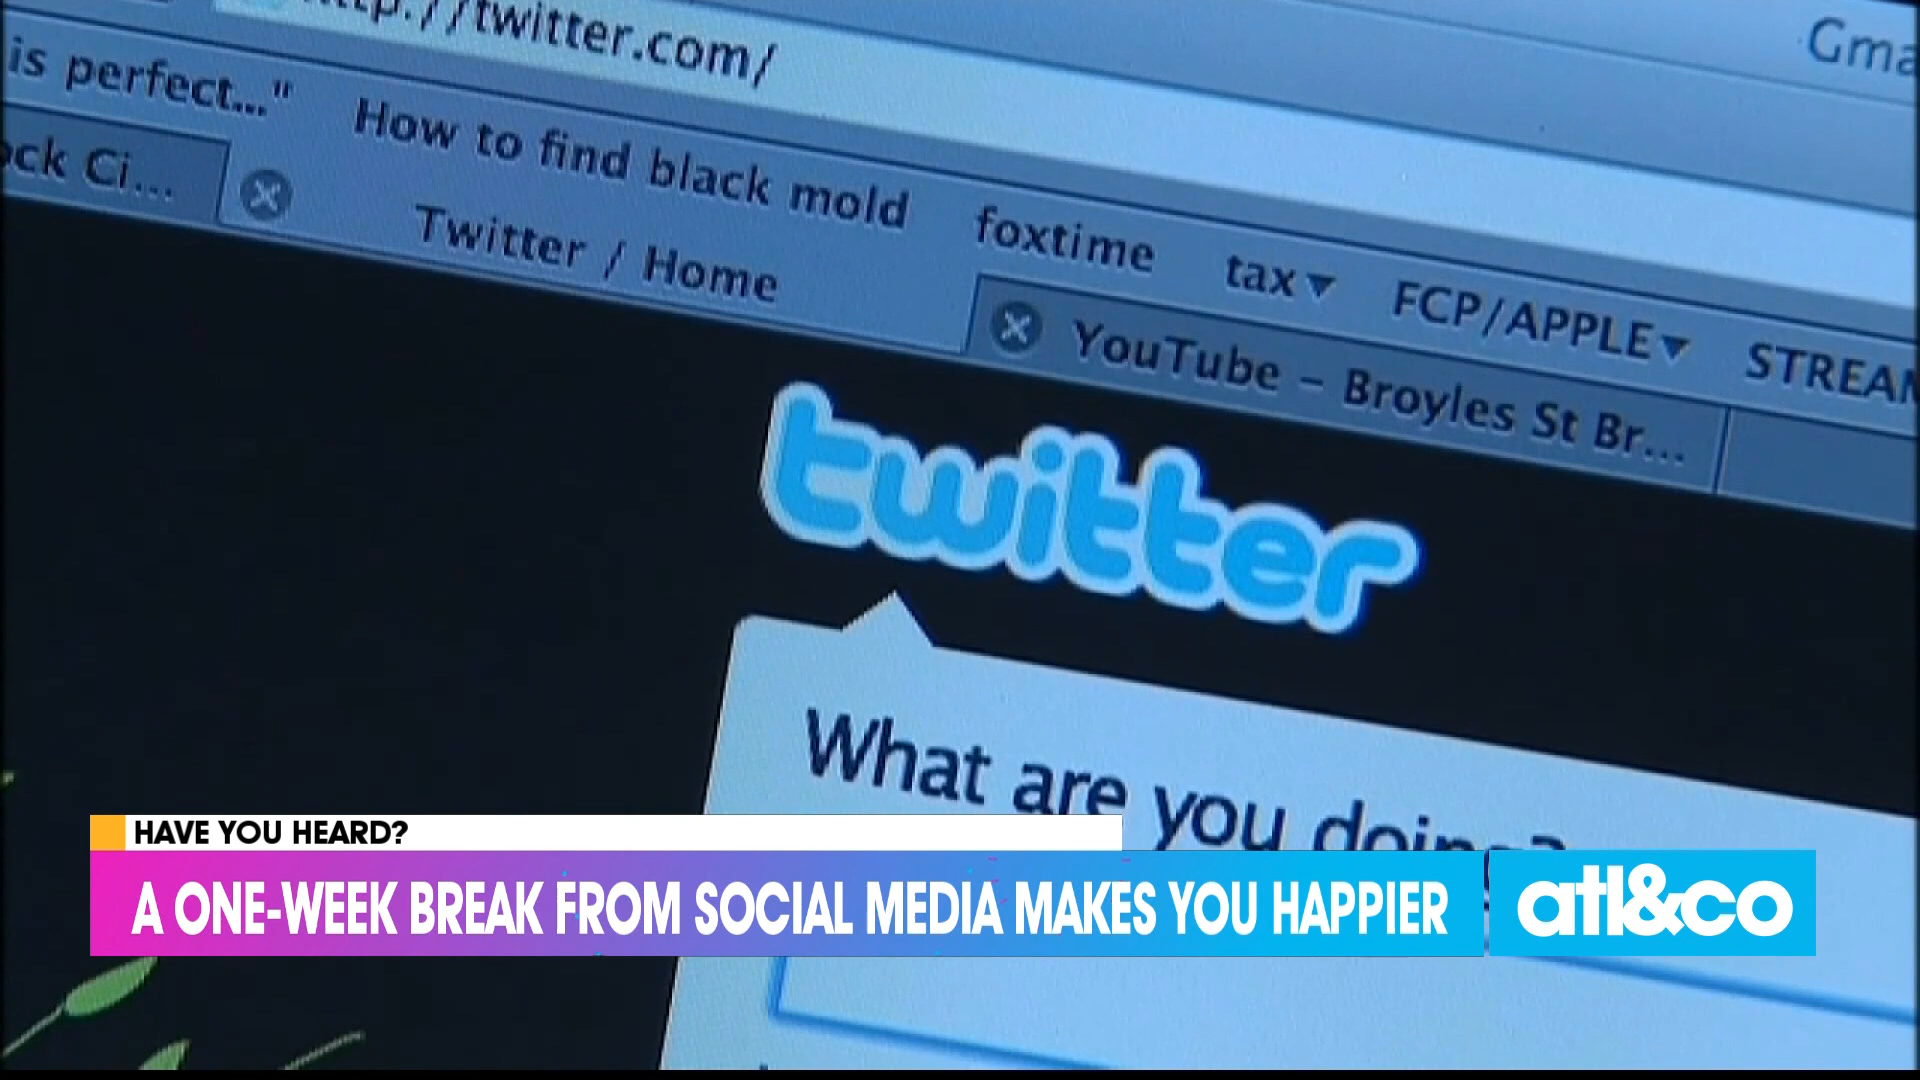 http://twitter.com/
is perfect..."
How to find black mold
foxtime
tax
FCP/APPLE
Ci...
Twitter / Home
YouTube – Broyles St Br...
twitter
What are you doing?
HAVE YOU HEARD?
A ONE-WEEK BREAK FROM SOCIAL MEDIA MAKES YOU HAPPIER
atl&co